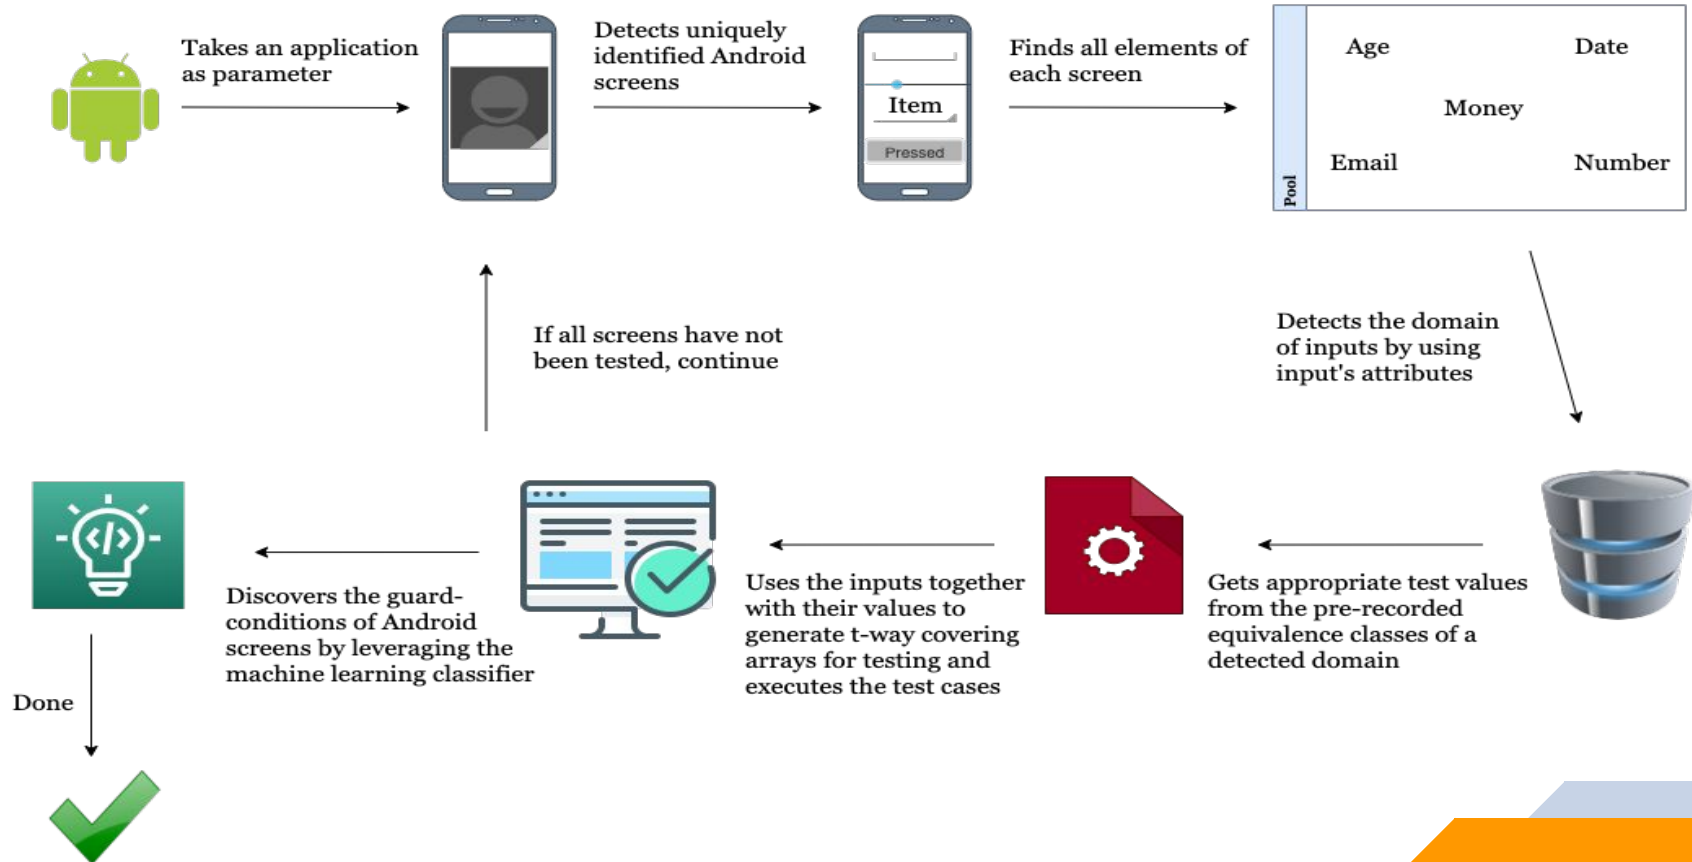 Takes an application
as parameter
Detects uniquely
identified Android
screens
Item
Pressed
Finds all elements of
each screen
Pool
Age
Date
Money
Email
Number
Detects the domain
of inputs by using
input's attributes
If all screens have not
been tested, continue
Gets appropriate test values
from the pre-recorded
equivalence classes of a
detected domain
Uses the inputs together
with their values to
generate t-way covering
arrays for testing and
executes the test cases
Discovers the guard-
conditions of Android
screens by leveraging the
machine learning classifier
</>
Done